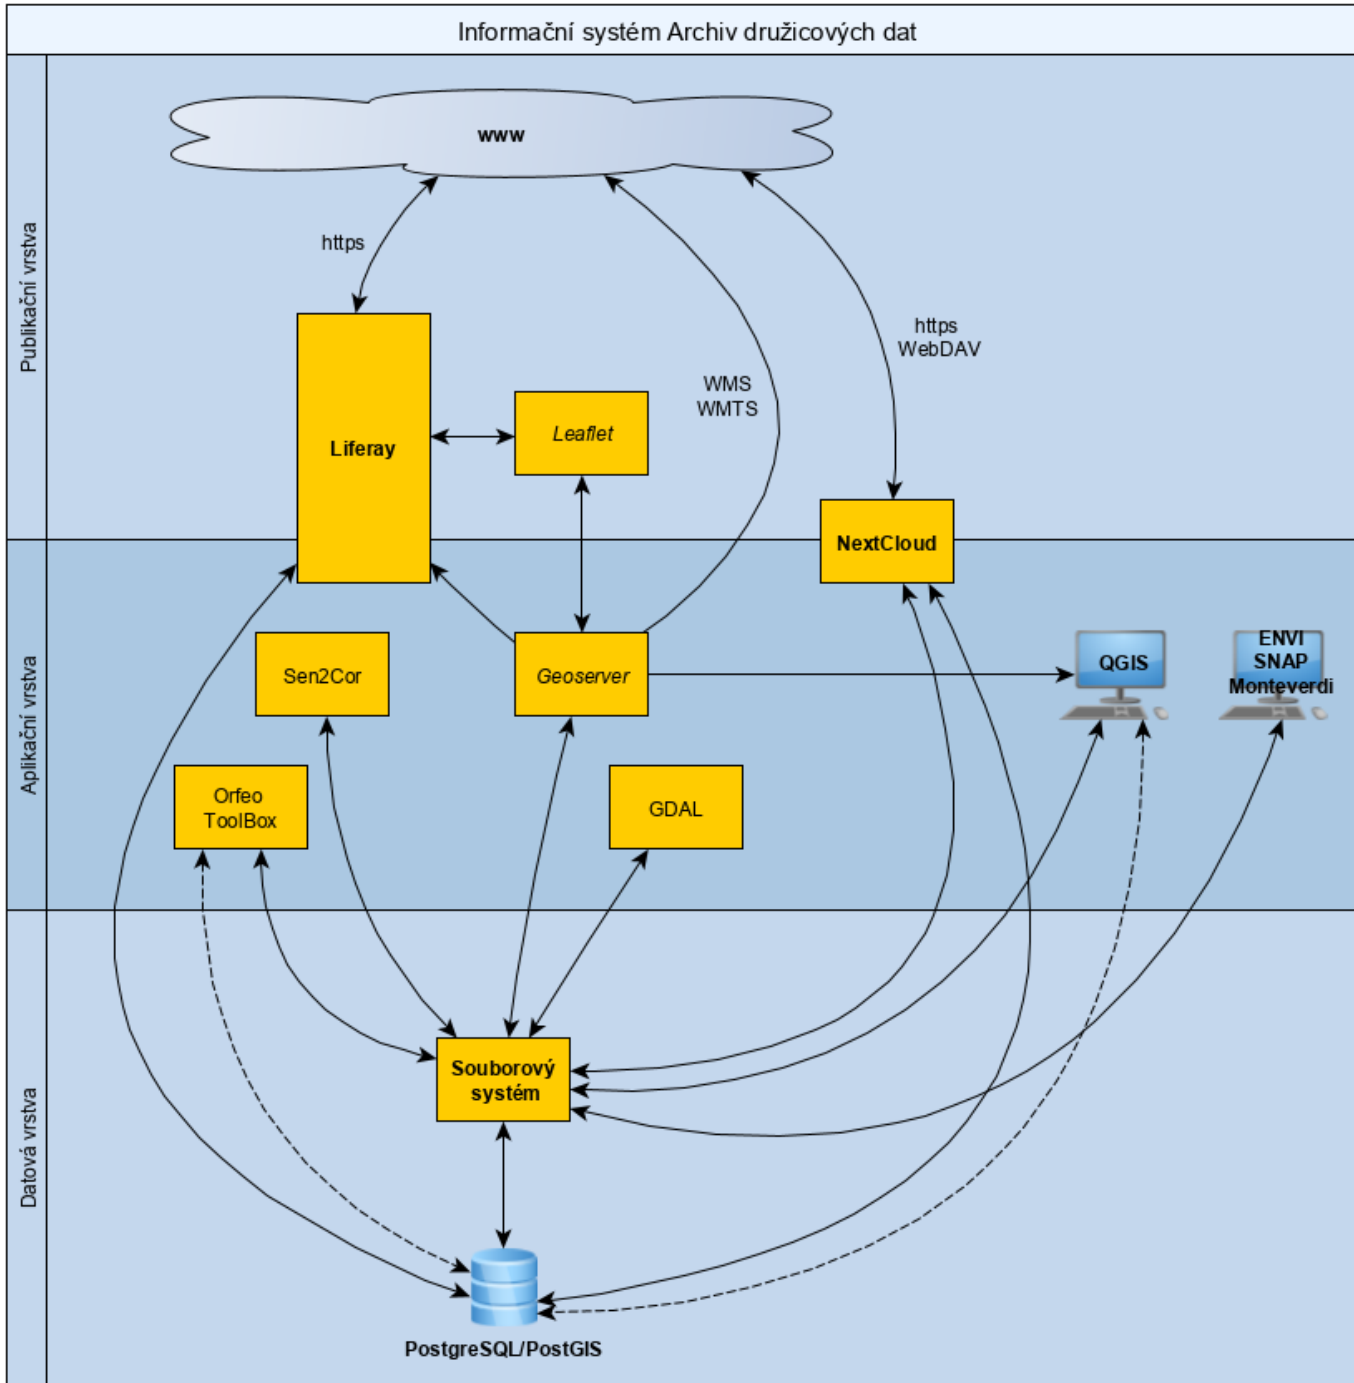 Informační systém Archiv družicových dat
Publikační vrstva
www
https
https
WebDAV
WMS
WMTS
Liferay
Leaflet
NextCloud
Aplikační vrstva
Sen2Cor
Geoserver
QGIS
ENVI
SNAP
Monteverdi
Orfeo
ToolBox
GDAL
Datová vrstva
Souborový
systém
PostgreSQL/PostGIS